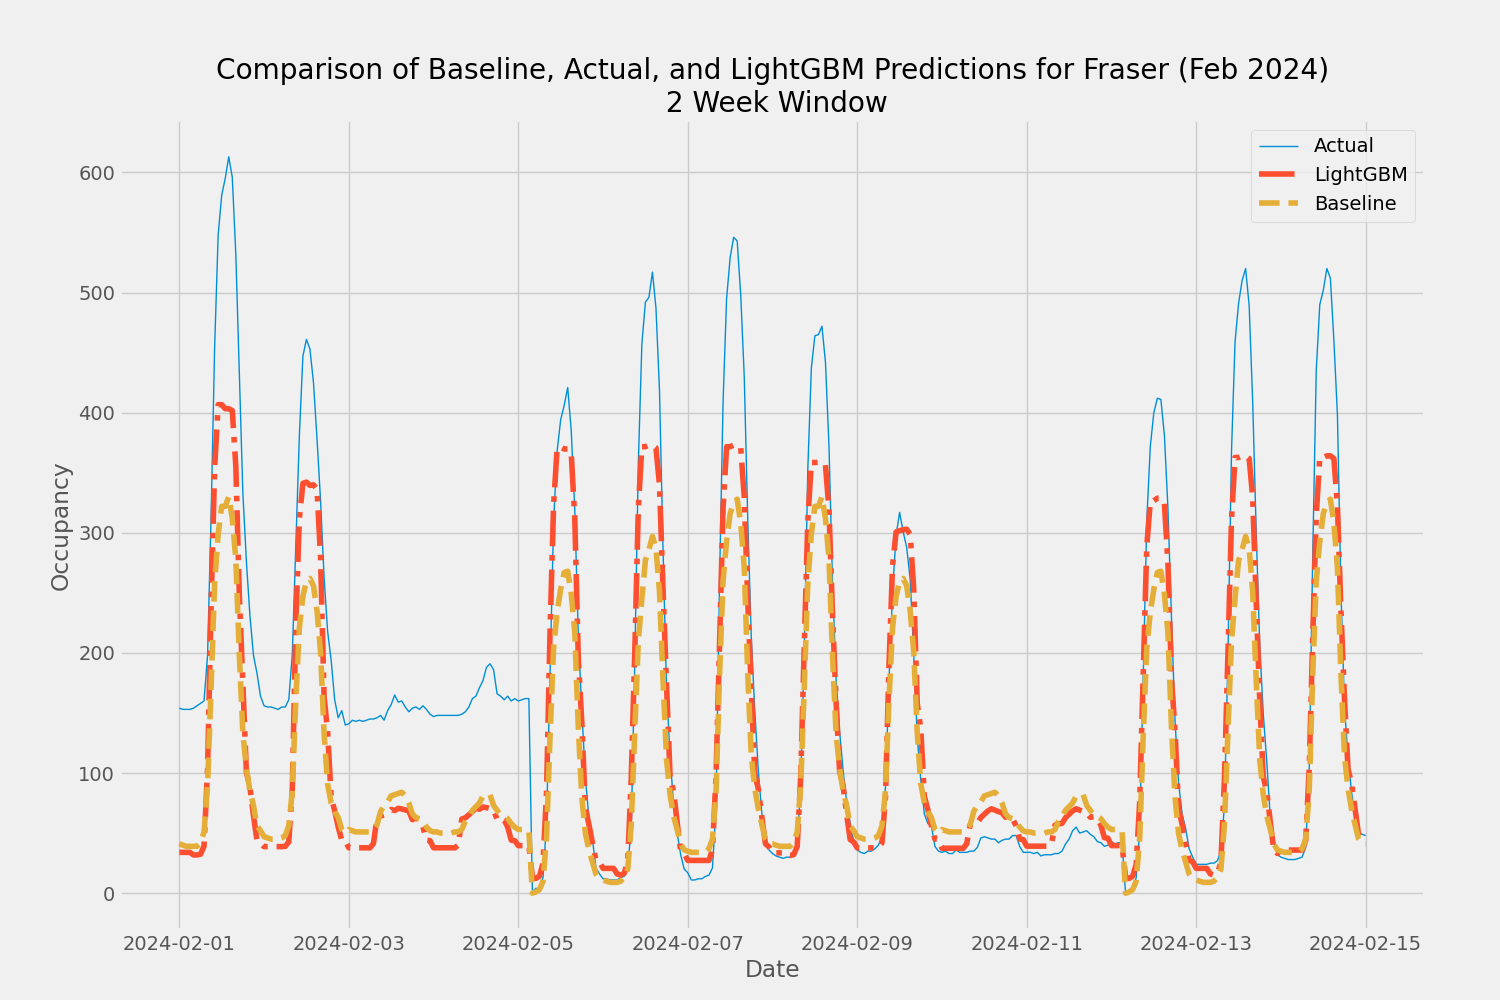 Comparison of Baseline, Actual, and LightGBM Predictions for Fraser (Feb 2024)
2 Week Window
Actual
LightGBM
Baseline
600
500
400
300
200
100
0
Occupancy
2024-02-01
2024-02-03
2024-02-05
2024-02-07
2024-02-09
2024-02-11
2024-02-13
2024-02-15
Date